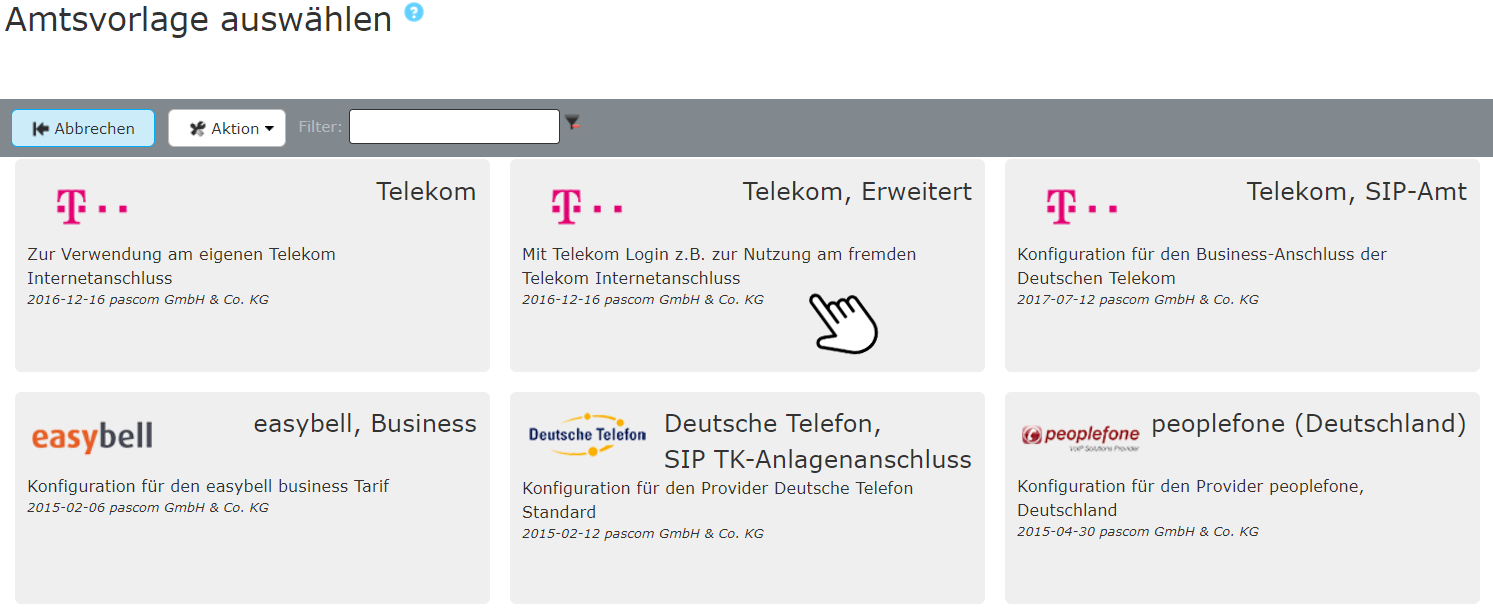 Amtsvorlage auswählen ?
Abbrechen Aktion Filter:
T · ·
Telekom
Zur Verwendung am eigenen Telekom
Internetanschluss
2016-12-16 pascom GmbH & Co. KG
T · ·
Telekom, Erweitert
Mit Telekom Login z.B. zur Nutzung am fremden
Telekom Internetanschluss
2016-12-16 pascom GmbH & Co. KG
T · ·
Telekom, SIP-Amt
Konfiguration für den Business-Anschluss der
Deutschen Telekom
2017-07-12 pascom GmbH & Co. KG
easybell
easybell, Business
Konfiguration für den easybell business Tarif
2015-02-06 pascom GmbH & Co. KG
Deutsche Telefon
Deutsche Telefon,
SIP TK-Anlagenanschluss
Konfiguration für den Provider Deutsche Telefon
Standard
2015-02-12 pascom GmbH & Co. KG
peoplefone
VoIP Solutions Provider
peoplefone (Deutschland)
Konfiguration für den Provider peoplefone,
Deutschland
2015-04-30 pascom GmbH & Co. KG